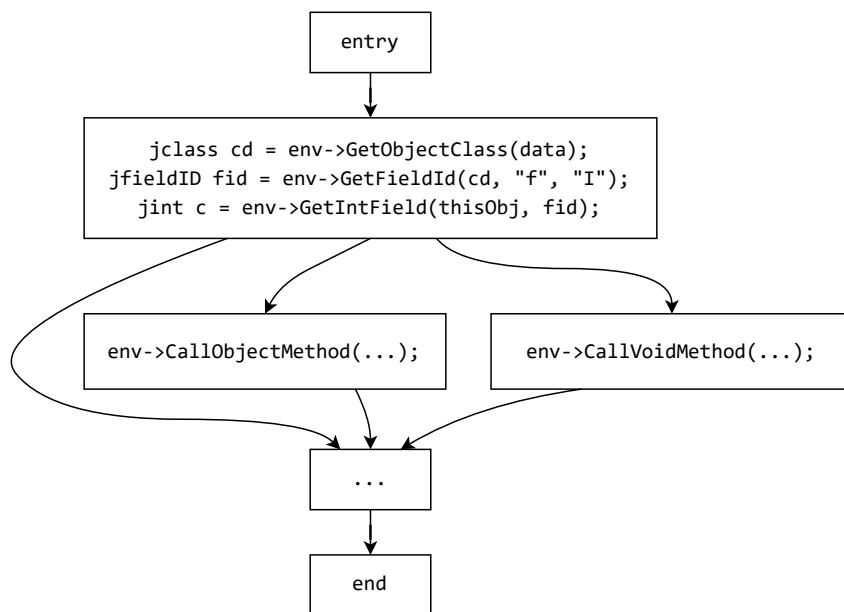 entry
jclass cd = env->GetObjectClass(data);
jfieldID fid = env->GetFieldId(cd, "f", "I");
jint c = env->GetIntField(thisObj, fid);
env->CallObjectMethod(...);
env->CallVoidMethod(...);
...
end